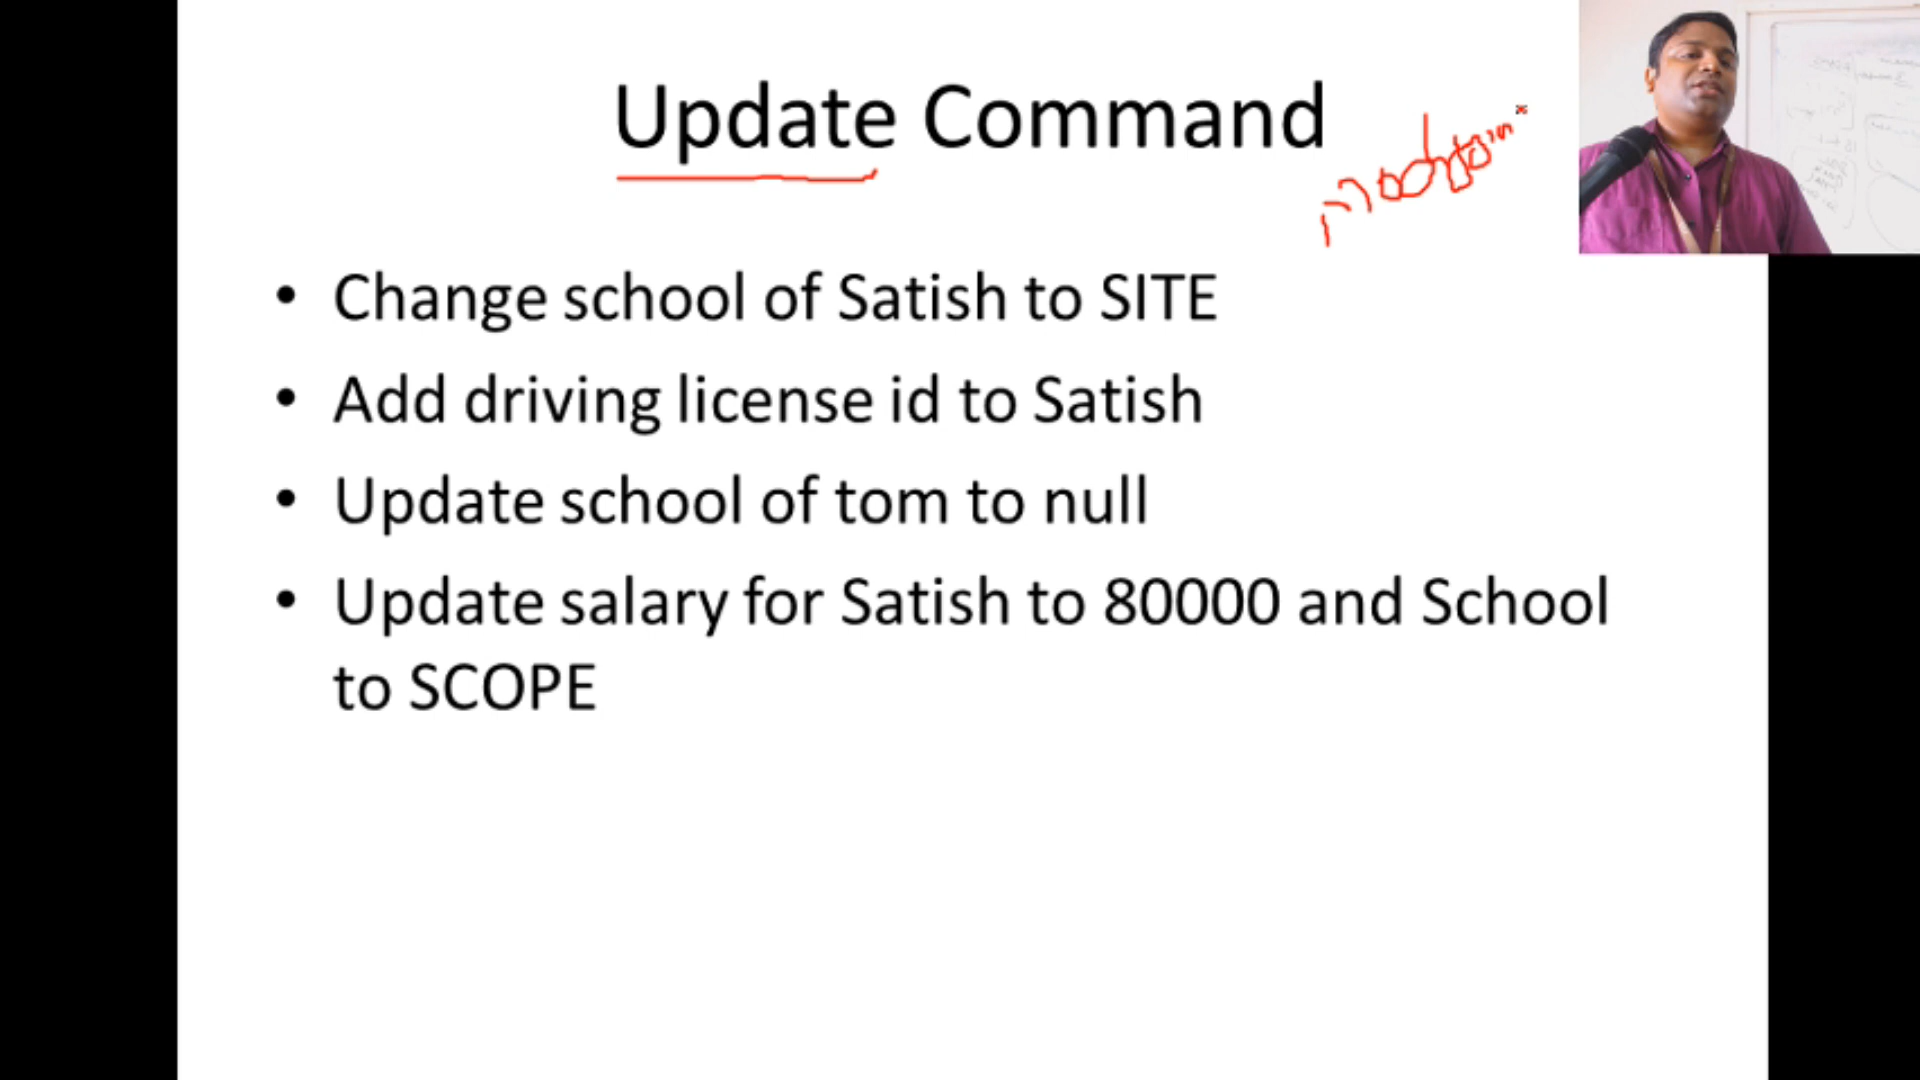 Update Command
• Change school of Satish to SITE
• Add driving license id to Satish
• Update school of tom to null
• Update salary for Satish to 80000 and School
to SCOPE